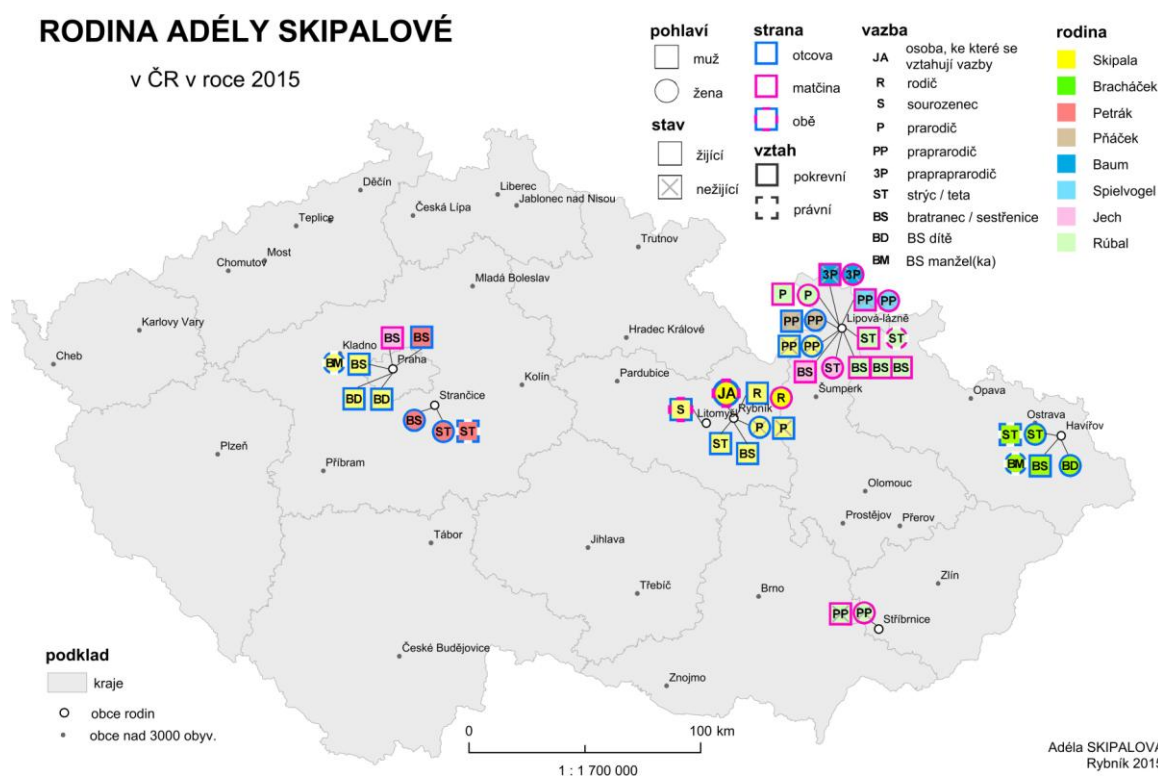 RODINA ADÉLY SKIPALOVÉ
v ČR v roce 2015
pohlaví
muž
žena
stav
žijící
nežijící
strana
otcova
matčina
obě
vztah
pokrevní
právní
vazba
JA osoba, ke které se
vztahují vazby
R rodič
S sourozenec
P prarodič
PP praprarodič
3P prapraprarodič
ST strýc / teta
BS bratranec / sestřenice
BD BS dítě
BM BS manžel(ka)
rodina
Skipala
Bracháček
Petrák
Pňáček
Baum
Spielvogel
Jech
Rúbal
Děčín
Liberec
Jablonec nad Nisou
Česká Lípa
Teplice
Trutnov
Most
Chomutov
Mladá Boleslav
3P 3P
P P
PP PP
PP PP
Lipová-lázně
PP PP
ST ST
BS ST BS BS BS
Šumperk
Karlovy Vary
Hradec Králové
BS BS
Kladno
BM BS
Praha
BD BD
Cheb
Kolín
Pardubice
Strančice
BS ST ST
JA R R
S
Litomyšl
Rybník
P P
ST BS
Opava
Ostrava
Havířov
ST ST
BM BS BD
Plzeň
Příbram
Olomouc
Prostějov
Přerov
Tábor
Jihlava
Třebíč
Brno
Zlín
PP PP
Stříbrnice
České Budějovice
Znojmo
podklad
kraje
obce rodin
obce nad 3000 obyv.
0 100 km
1 : 1 700 000
Adéla SKIPALOVÁ
Rybník 2015